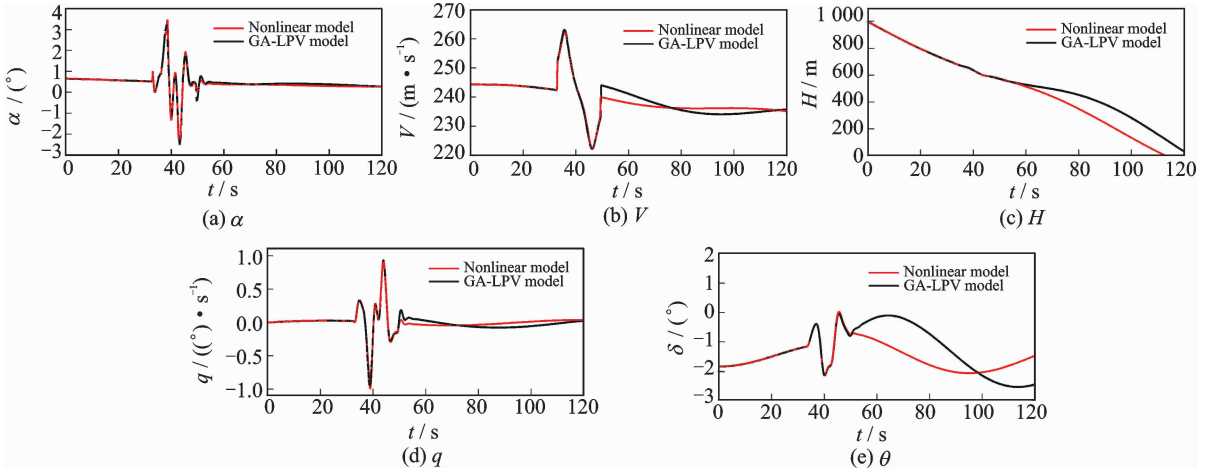 α / (°)
4
3
2
1
0
−1
−2
−3
Nonlinear model
GA-LPV model
0 20 40 60 80 100 120
t / s
(a) α
V / (m • s⁻¹)
270
260
250
240
230
220
Nonlinear model
GA-LPV model
0 20 40 60 80 100 120
t / s
(b) V
H / m
1 000
800
600
400
200
0
Nonlinear model
GA-LPV model
0 20 40 60 80 100 120
t / s
(c) H
q / ((°) • s⁻¹)
1.0
0.5
0.0
−0.5
−1.0
Nonlinear model
GA-LPV model
0 20 40 60 80 100 120
t / s
(d) q
δ / (°)
2
1
0
−1
−2
−3
Nonlinear model
GA-LPV model
0 20 40 60 80 100 120
t / s
(e) θ